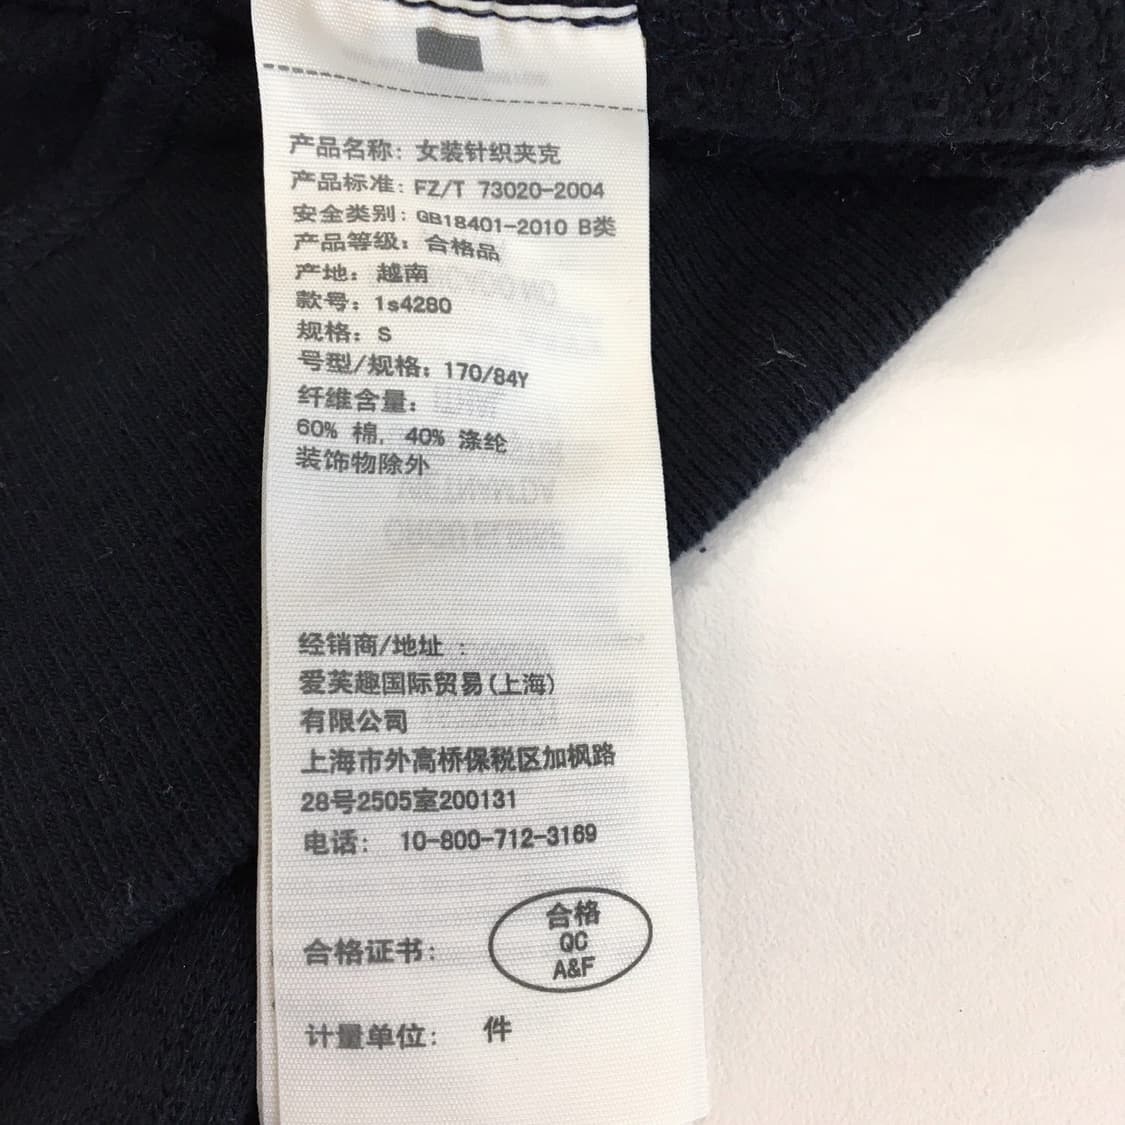 产品名称: 女装针织夹克
产品标准: FZ/T 73020-2004
安全类别: GB18401-2010 B类
产品等级: 合格品
产地: 越南
款号: 1s4280
规格: S
号型/规格: 170/84Y
纤维含量:
60% 棉, 40% 涤纶
装饰物除外
经销商/地址 :
爱芙趣国际贸易(上海)
有限公司
上海市外高桥保税区加枫路
28号2505室200131
电话: 10-800-712-3169
合格证书:
合格
QC
A&F
计量单位: 件